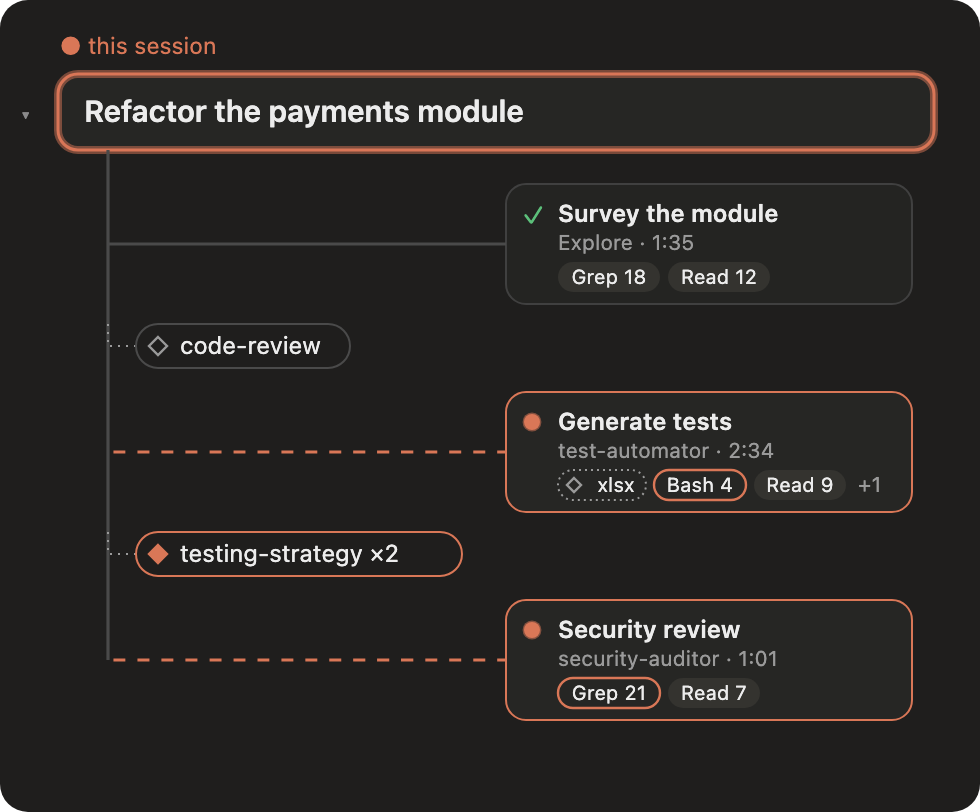 this session
Refactor the payments module
Survey the module
Explore · 1:35
Grep 18 Read 12
code-review
Generate tests
test-automator · 2:34
xlsx Bash 4 Read 9 +1
testing-strategy ×2
Security review
security-auditor · 1:01
Grep 21 Read 7